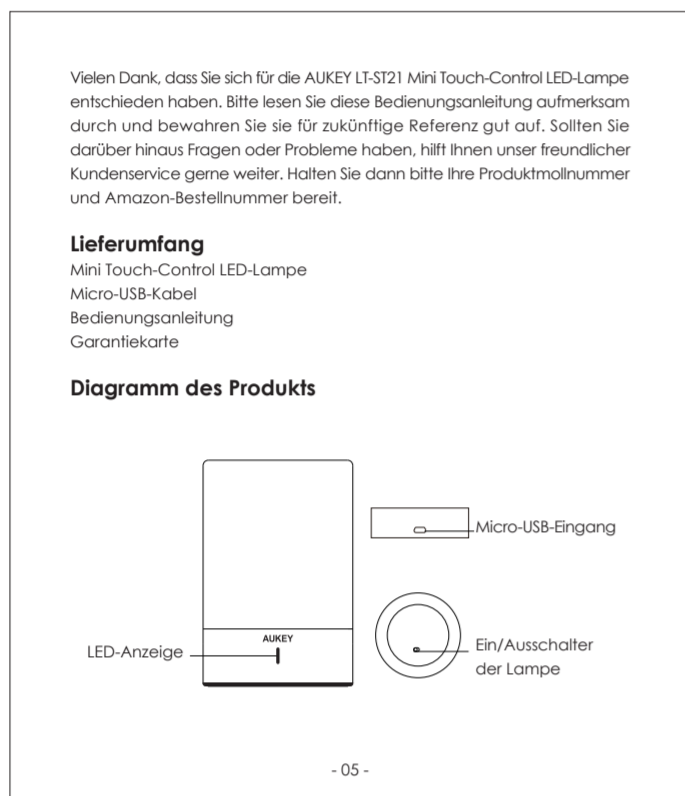 Vielen Dank, dass Sie sich für die AUKEY LT-ST21 Mini Touch-Control LED-Lampe
entschieden haben. Bitte lesen Sie diese Bedienungsanleitung aufmerksam
durch und bewahren Sie sie für zukünftige Referenz gut auf. Sollten Sie
darüber hinaus Fragen oder Probleme haben, hilft Ihnen unser freundlicher
Kundenservice gerne weiter. Halten Sie dann bitte Ihre Produktmollnummer
und Amazon-Bestellnummer bereit.
Lieferumfang
Mini Touch-Control LED-Lampe
Micro-USB-Kabel
Bedienungsanleitung
Garantiekarte
Diagramm des Produkts
Micro-USB-Eingang
AUKEY
LED-Anzeige
Ein/Ausschalter
der Lampe
- 05 -